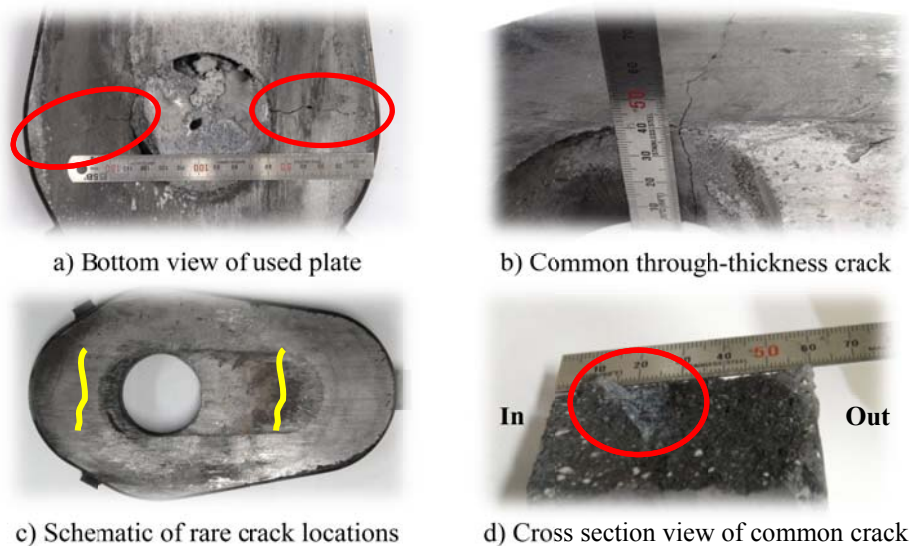 a) Bottom view of used plate
b) Common through-thickness crack
c) Schematic of rare crack locations
In
Out
d) Cross section view of common crack